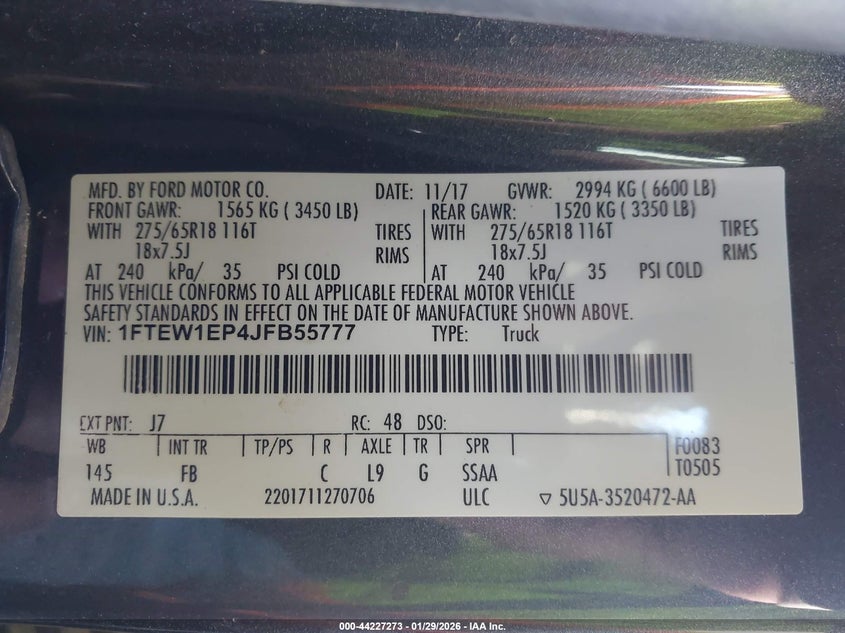 MFD. BY FORD MOTOR CO. DATE: 11/17 GVWR: 2994 KG ( 6600 LB)
FRONT GAWR: 1565 KG ( 3450 LB) REAR GAWR: 1520 KG ( 3350 LB)
WITH 275/65R18 116T TIRES WITH 275/65R18 116T TIRES
18x7.5J RIMS 18x7.5J RIMS
AT 240 kPa/ 35 PSI COLD AT 240 kPa/ 35 PSI COLD
THIS VEHICLE CONFORMS TO ALL APPLICABLE FEDERAL MOTOR VEHICLE
SAFETY STANDARDS IN EFFECT ON THE DATE OF MANUFACTURE SHOWN ABOVE.
VIN: 1FTEW1EP4JFB55777 TYPE: Truck
EXT PNT: J7 RC: 48 DSO:
WB INT TR TP/PS R AXLE TR SPR F0083
145 FB C L9 G SSAA T0505
MADE IN U.S.A. 2201711270706 ULC ▽ 5U5A-3520472-AA
000-44227273 - 01/29/2026 - IAA Inc.